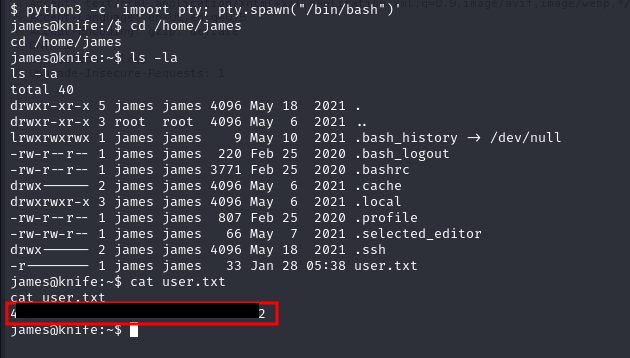 $ python3 -c 'import pty; pty.spawn("/bin/bash")'
james@knife:/$ cd /home/james
cd /home/james
james@knife:~$ ls -la
ls -la
total 40
drwxr-xr-x 5 james james 4096 May 18  2021 .
drwxr-xr-x 3 root  root  4096 May  6  2021 ..
lrwxrwxrwx 1 james james    9 May 10  2021 .bash_history → /dev/null
-rw-r--r-- 1 james james  220 Feb 25  2020 .bash_logout
-rw-r--r-- 1 james james 3771 Feb 25  2020 .bashrc
drwx------ 2 james james 4096 May  6  2021 .cache
drwxrwxr-x 3 james james 4096 May  6  2021 .local
-rw-r--r-- 1 james james  807 Feb 25  2020 .profile
-rw-rw-r-- 1 james james   66 May  7  2021 .selected_editor
drwx------ 2 james james 4096 May 18  2021 .ssh
-r-------- 1 james james   33 Jan 28 05:38 user.txt
james@knife:~$ cat user.txt
cat user.txt
4 2
james@knife:~$